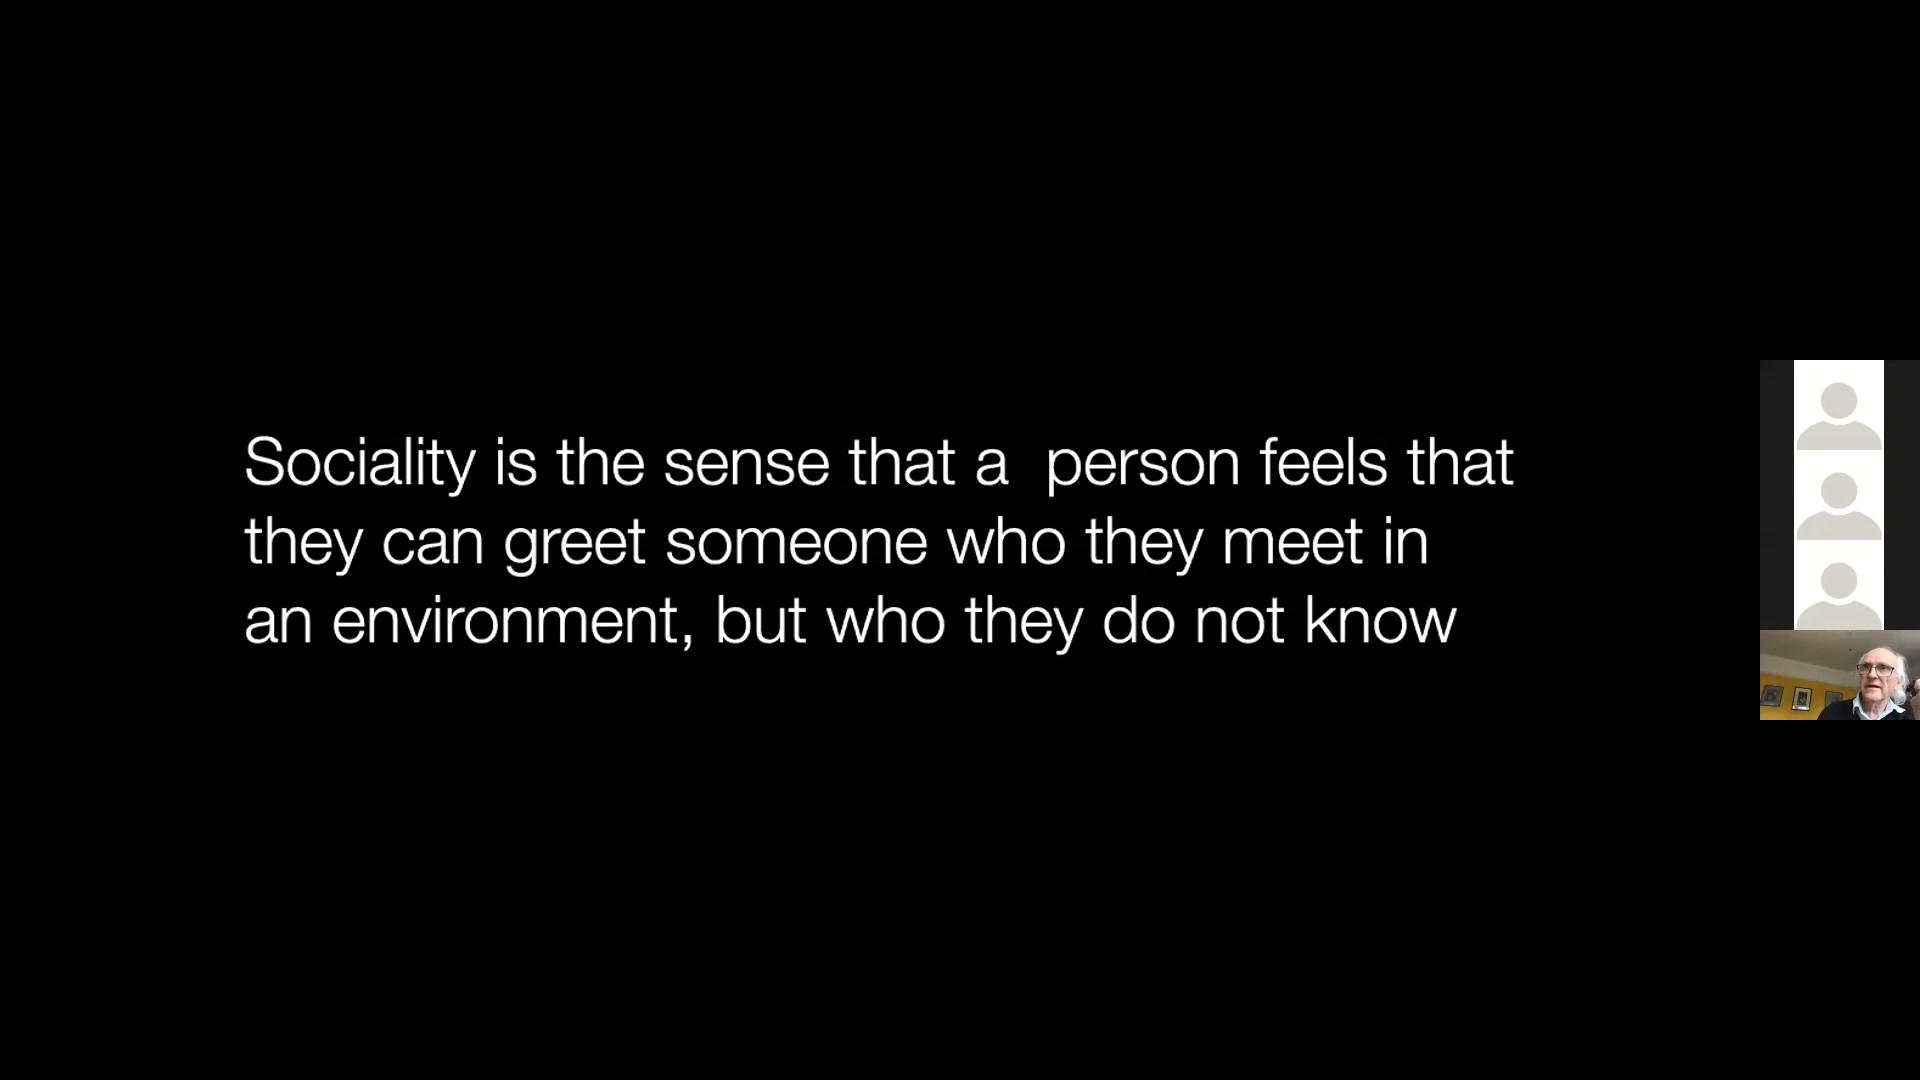 Sociality is the sense that a  person feels that
they can greet someone who they meet in
an environment, but who they do not know